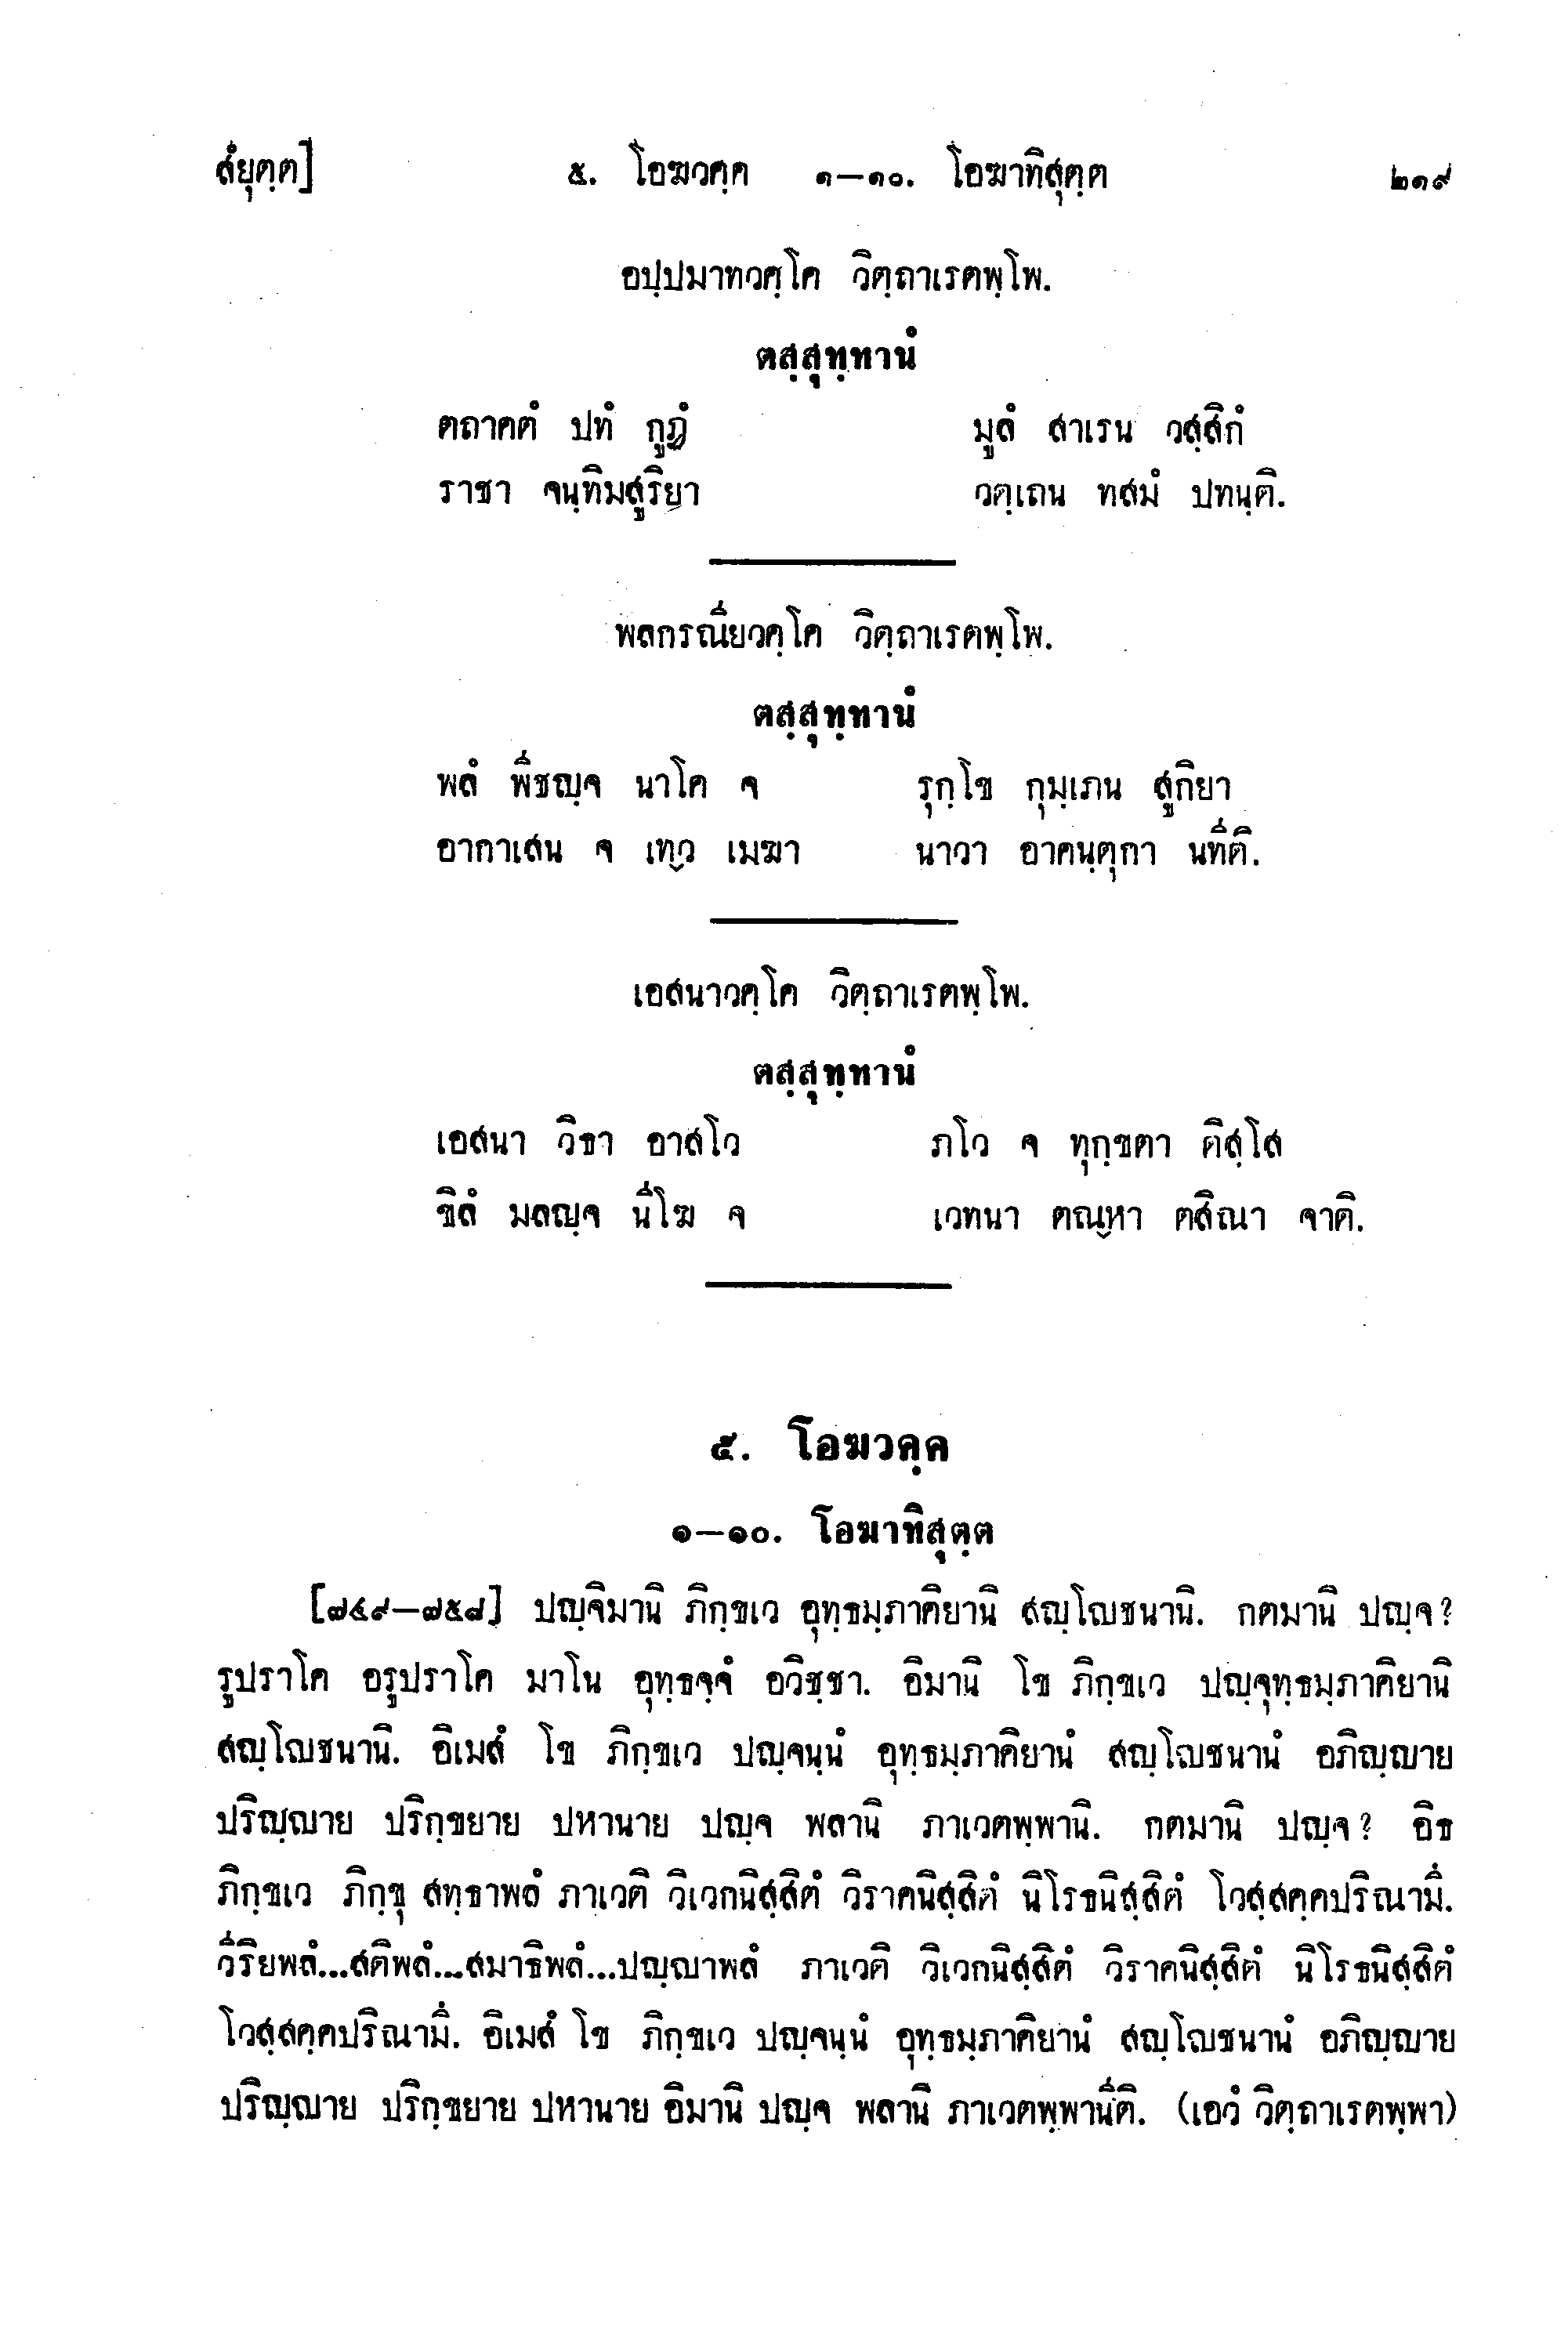 สํยุตฺต] ๕. โอฆวคฺค ๑–๑๐. โอฆาทิสุตฺต ๒๑๙
อปฺปมาทวคฺโค วิตฺถาเรตพฺโพ.
ตสฺสุทฺทานํ
ตถาคตํ ปทํ กูฏํ มูลํ สาเรน วสฺสิกํ
ราชา จนฺทิมสูริยา วตฺเถน ทสมํ ปทนฺติ.
พลกรณียวคฺโค วิตฺถาเรตพฺโพ.
ตสฺสุทฺทานํ
พลํ พีชญฺจ นาโค จ รุกฺโข กุมฺเภน สูกิยา
อากาเสน จ เทฺว เมฆา นาวา อาคนฺตุกา นทีติ.
เอสนาวคฺโค วิตฺถาเรตพฺโพ.
ตสฺสุทฺทานํ
เอสนา วิธา อาสโว ภโว จ ทุกฺขตา ติสฺโส
ขิลํ มลญฺจ นีโฆ จ เวทนา ตณฺหา ตสิณา จาติ.
๕. โอฆวคฺค
๑–๑๐. โอฆาทิสุตฺต
[๗๔๙–๗๕๘] ปญฺจิมานิ ภิกฺขเว อุทฺธมฺภาคิยานิ สญฺโญชนานิ. กตมานิ ปญฺจ?
รูปราโค อรูปราโค มาโน อุทฺธจฺจํ อวิชฺชา. อิมานิ โข ภิกฺขเว ปญฺจุทฺธมฺภาคิยานิ
สญฺโญชนานิ. อิเมสํ โข ภิกฺขเว ปญฺจนฺนํ อุทฺธมฺภาคิยานํ สญฺโญชนานํ อภิญฺญาย
ปริญฺญาย ปริกฺขยาย ปหานาย ปญฺจ พลานิ ภาเวตพฺพานิ. กตมานิ ปญฺจ? อิธ
ภิกฺขเว ภิกฺขุ สทฺธาพลํ ภาเวติ วิเวกนิสฺสิตํ วิราคนิสฺสิตํ นิโรธนิสฺสิตํ โวสฺสคฺคปริณามึ.
วีริยพลํ...สติพลํ...สมาธิพลํ...ปญฺญาพลํ ภาเวติ วิเวกนิสฺสิตํ วิราคนิสฺสิตํ นิโรธนิสฺสิตํ
โวสฺสคฺคปริณามึ. อิเมสํ โข ภิกฺขเว ปญฺจนฺนํ อุทฺธมฺภาคิยานํ สญฺโญชนานํ อภิญฺญาย
ปริญฺญาย ปริกฺขยาย ปหานาย อิมานิ ปญฺจ พลานิ ภาเวตพฺพานีติ. (เอวํ วิตฺถาเรตพฺพา)